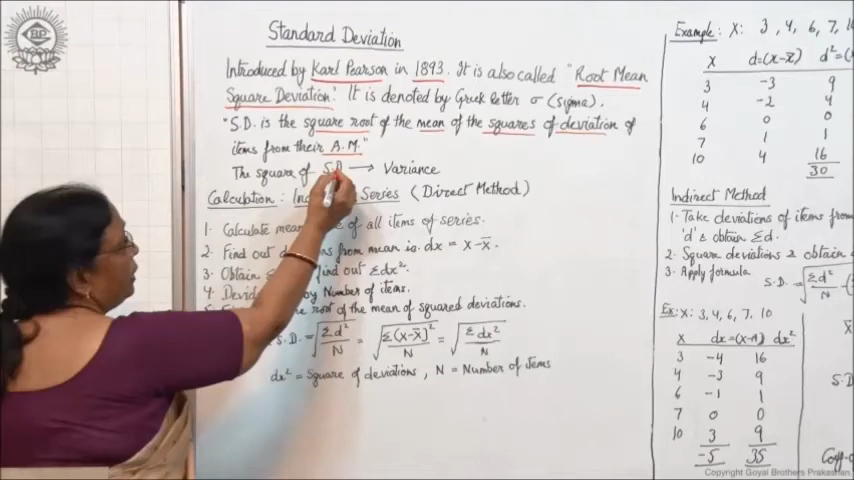 Standard Deviation
Introduced by Karl Pearson in 1893. It is also called "Root Mean
Square Deviation." It is denoted by Greek letter σ (Sigma).
"S.D. is the square root of the mean of the squares of deviation of
items from their A.M."
The square of S.D. → Variance
Calculation: Series (Direct Method)
1. Calculate mean of all items of series.
2. Find out from mean i.e. dx = x-x̄.
3. Obtain find out Σdx².
4. by Number of items.
root of the mean of squared deviations.
S.D. = √Σd²/N = √Σ(x-x̄)²/N = √Σdx²/N
dx² = Square of deviations, N = Number of items
Example: X: 3, 4, 6, 7, 10
x d=(x-x̄) d²=(
3 -3 9
4 -2 4
6 0 0
7 1 1
10 4 16
30
Indirect Method
1. Take deviations of items from
'd' & obtain Σd.
2. Square deviations & obtain
3. Apply formula
S.D. = √Σd²/N - (
Ex: X: 3, 4, 6, 7, 10
x dx=(x-A) dx²
3 -4 16
4 -3 9
6 -1 1
7 0 0
10 3 9
-5 35
x̄
S.D
Copyright Goyal Brothers Prakashan